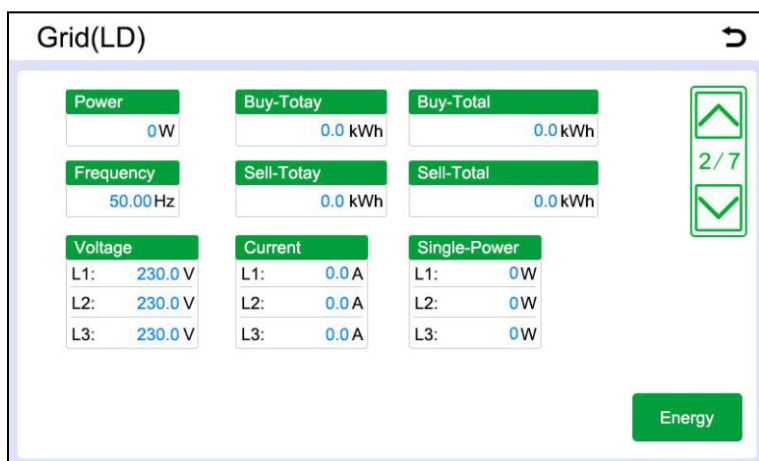 Grid(LD)
Power
0W
Buy-Totay
0.0 kWh
Buy-Total
0.0 kWh
Frequency
50.00Hz
Sell-Totay
0.0 kWh
Sell-Total
0.0 kWh
2/7
Voltage
L1: 230.0 V
L2: 230.0 V
L3: 230.0 V
Current
L1: 0.0 A
L2: 0.0 A
L3: 0.0 A
Single-Power
L1: 0W
L2: 0W
L3: 0W
Energy